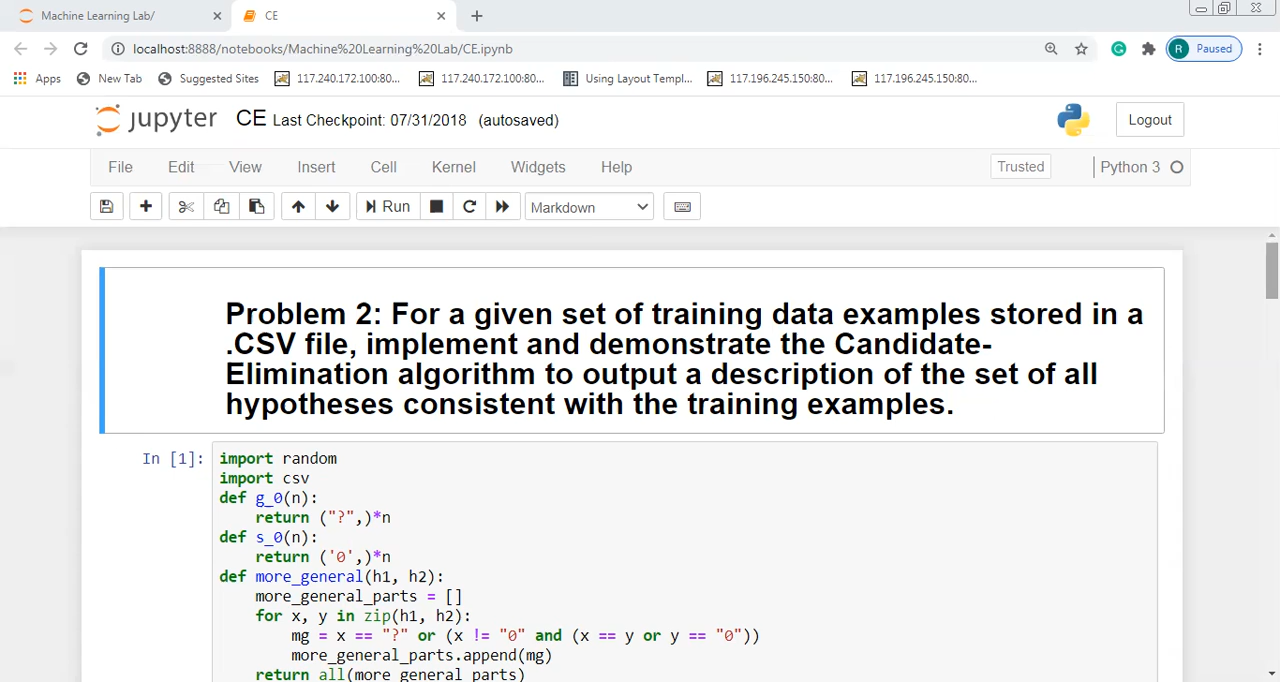 Machine Learning Lab/
CE
localhost:8888/notebooks/Machine%20Learning%20Lab/CE.ipynb
R Paused
Apps New Tab Suggested Sites 117.240.172.100:80... 117.240.172.100:80... Using Layout Templ... 117.196.245.150:80... 117.196.245.150:80...
jupyter CE Last Checkpoint: 07/31/2018 (autosaved)
Logout
File Edit View Insert Cell Kernel Widgets Help
Trusted
Python 3
Run
Markdown
Problem 2: For a given set of training data examples stored in a
.CSV file, implement and demonstrate the Candidate-
Elimination algorithm to output a description of the set of all
hypotheses consistent with the training examples.
In [1]:
import random
import csv
def g_0(n):
    return ("?",)*n
def s_0(n):
    return ('0',)*n
def more_general(h1, h2):
    more_general_parts = []
    for x, y in zip(h1, h2):
        mg = x == "?" or (x != "0" and (x == y or y == "0"))
        more_general_parts.append(mg)
    return all(more_general_parts)